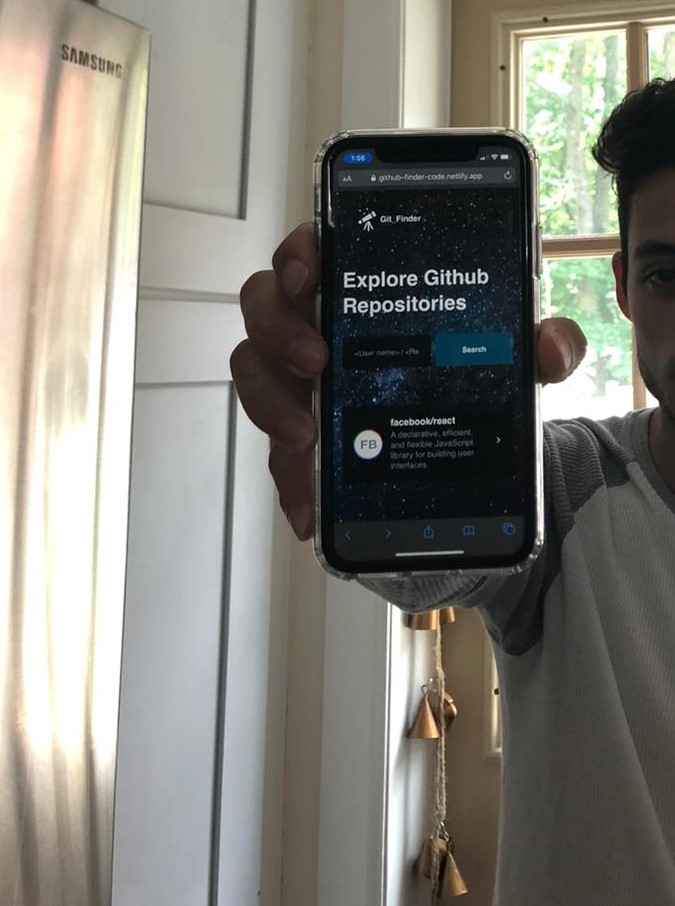 SAMSUNG
1:56
AA github-finder-code.netlify.app
Git_Finder
Explore Github
Repositories
<User name> / <Re
Search
facebook/react
FB
A declarative, efficient,
and flexible JavaScript
library for building user
interfaces